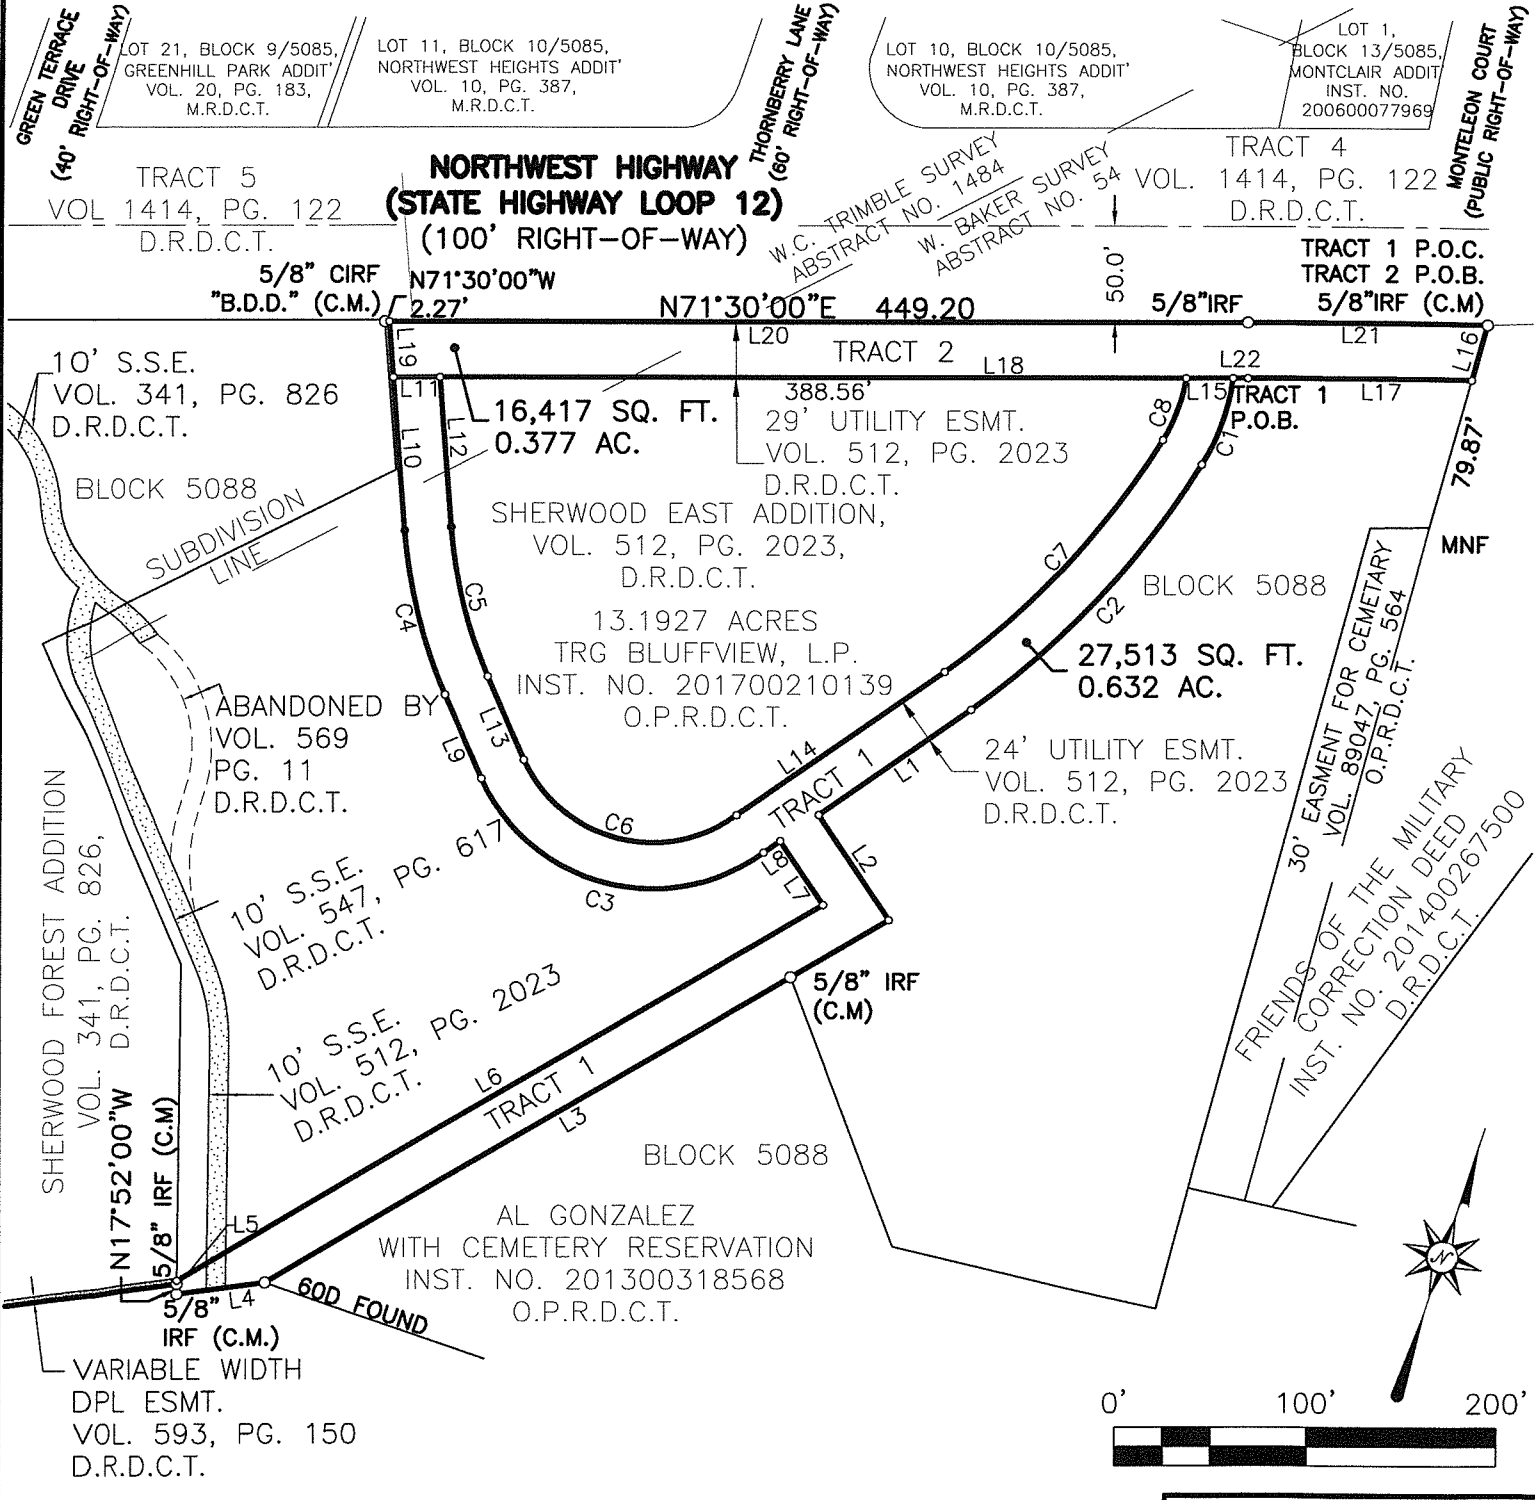 GREEN TERRACE
DRIVE
(40' RIGHT-OF-WAY)
LOT 21, BLOCK 9/5085,
GREENHILL PARK ADDIT'
VOL. 20, PG. 183,
M.R.D.C.T.
LOT 11, BLOCK 10/5085,
NORTHWEST HEIGHTS ADDIT'
VOL. 10, PG. 387,
M.R.D.C.T.
THORNBERRY LANE
(60' RIGHT-OF-WAY)
LOT 10, BLOCK 10/5085,
NORTHWEST HEIGHTS ADDIT'
VOL. 10, PG. 387,
M.R.D.C.T.
LOT 1,
BLOCK 13/5085,
MONTCLAIR ADDIT
INST. NO.
200600077969
MONTELEON COURT
(PUBLIC RIGHT-OF-WAY)
TRACT 5
VOL 1414, PG. 122
D.R.D.C.T.
NORTHWEST HIGHWAY
(STATE HIGHWAY LOOP 12)
(100' RIGHT-OF-WAY)
W.C. TRIMBLE SURVEY
ABSTRACT NO. 1484
W. BAKER SURVEY
ABSTRACT NO. 54
TRACT 4
VOL. 1414, PG. 122
D.R.D.C.T.
50.0'
TRACT 1 P.O.C.
TRACT 2 P.O.B.
5/8"IRF (C.M)
5/8" CIRF
"B.D.D." (C.M.)
N71°30'00"W
2.27'
N71°30'00"E 449.20
5/8"IRF
L19
L20
L21
L16
TRACT 2
L11
L18
L22
388.56'
L15
L17
TRACT 1
P.O.B.
10' S.S.E.
VOL. 341, PG. 826
D.R.D.C.T.
16,417 SQ. FT.
0.377 AC.
29' UTILITY ESMT.
VOL. 512, PG. 2023
D.R.D.C.T.
L10
L12
C8
C1
79.87'
BLOCK 5088
SUBDIVISION
LINE
SHERWOOD EAST ADDITION,
VOL. 512, PG. 2023,
D.R.D.C.T.
MNF
C7
C4
C5
C2
BLOCK 5088
13.1927 ACRES
TRG BLUFFVIEW, L.P.
INST. NO. 201700210139
O.P.R.D.C.T.
27,513 SQ. FT.
0.632 AC.
30' EASMENT FOR CEMETARY
VOL. 89047, PG. 564
O.P.R.D.C.T.
ABANDONED BY
VOL. 569
PG. 11
D.R.D.C.T.
L9
L13
L14
TRACT 1
L1
24' UTILITY ESMT.
VOL. 512, PG. 2023
D.R.D.C.T.
C6
C3
L8
L7
L2
SHERWOOD FOREST ADDITION
VOL. 341, PG. 826,
D.R.D.C.T.
10' S.S.E.
VOL. 547, PG. 617
D.R.D.C.T.
FRIENDS OF THE MILITARY
CORRECTION DEED
INST. NO. 201400267500
D.R.D.C.T.
5/8" IRF
(C.M)
10' S.S.E.
VOL. 512, PG. 2023
D.R.D.C.T.
L6
TRACT 1
L3
BLOCK 5088
N17°52'00"W
5/8" IRF (C.M)
L5
AL GONZALEZ
WITH CEMETERY RESERVATION
INST. NO. 201300318568
O.P.R.D.C.T.
L4
60D FOUND
5/8"
IRF (C.M.)
VARIABLE WIDTH
DPL ESMT.
VOL. 593, PG. 150
D.R.D.C.T.
N
0' 100' 200'